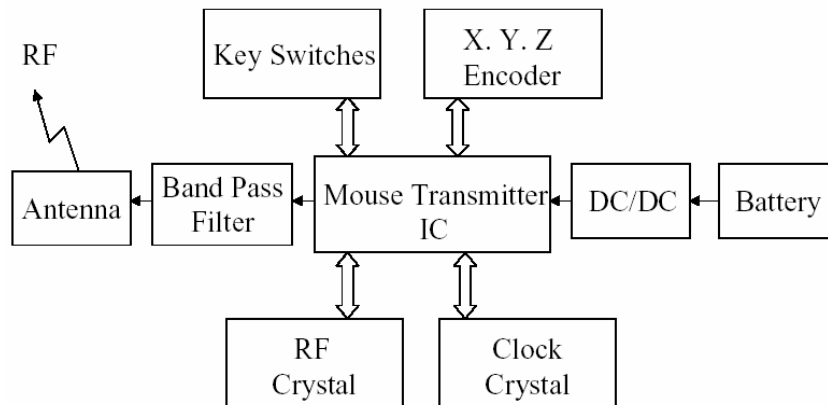 RF
Key Switches
X. Y. Z
Encoder
Antenna
Band Pass
Filter
Mouse Transmitter
IC
DC/DC
Battery
RF
Crystal
Clock
Crystal